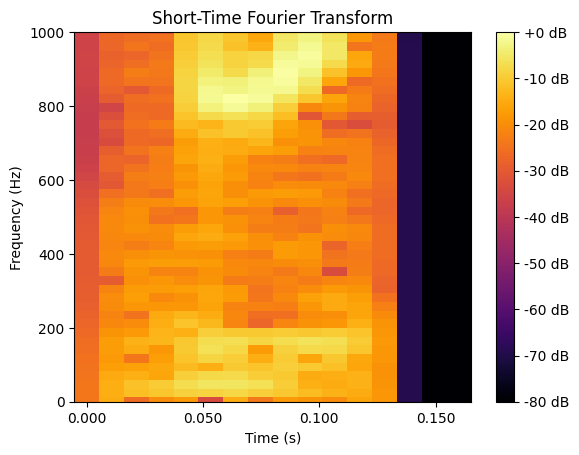 Short-Time Fourier Transform
Frequency (Hz)
1000
800
600
400
200
0
0.000
0.050
0.100
0.150
Time (s)
+0 dB
-10 dB
-20 dB
-30 dB
-40 dB
-50 dB
-60 dB
-70 dB
-80 dB